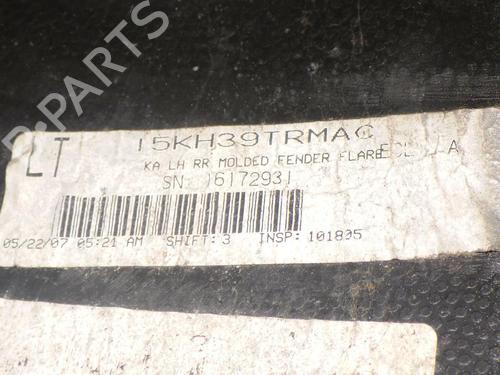 LT
15KH39TRMAC
KA LH RR MOLDED FENDER FLARE
SN: 16172931
05/22/07 05:21 AM SHIFT: 3 INSP: 101805
B-PARTS